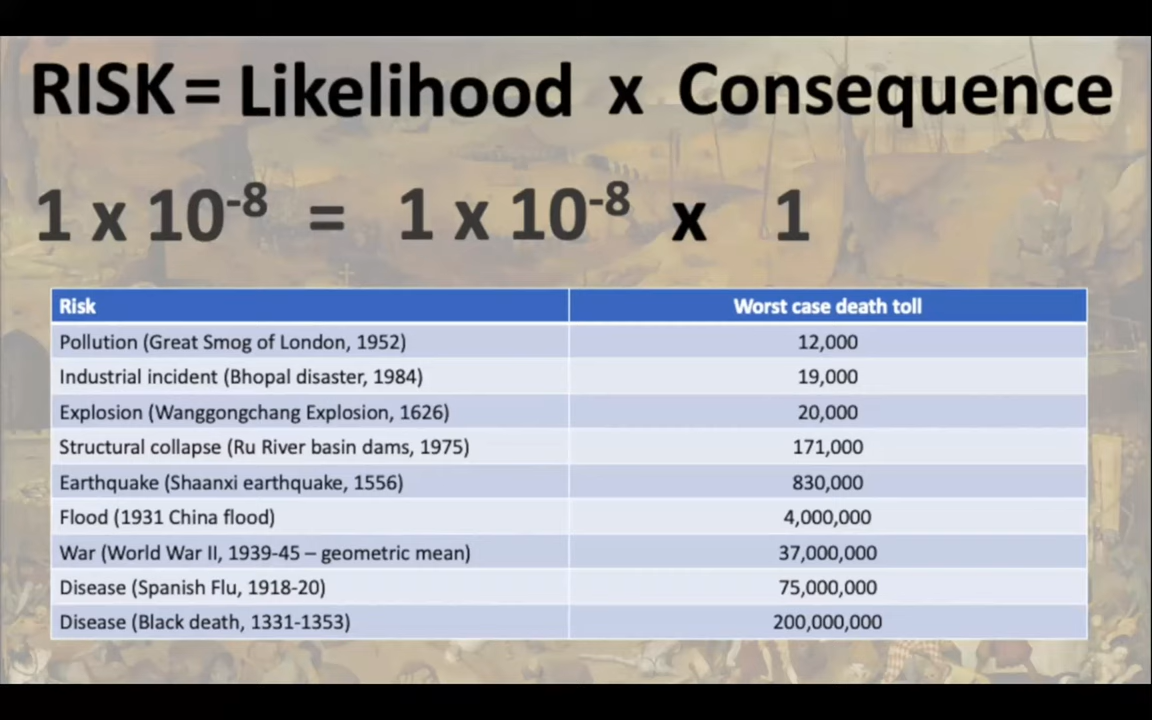 RISK = Likelihood x Consequence
1 x 10⁻⁸ = 1 x 10⁻⁸ x 1
Risk Worst case death toll
Pollution (Great Smog of London, 1952) 12,000
Industrial incident (Bhopal disaster, 1984) 19,000
Explosion (Wanggongchang Explosion, 1626) 20,000
Structural collapse (Ru River basin dams, 1975) 171,000
Earthquake (Shaanxi earthquake, 1556) 830,000
Flood (1931 China flood) 4,000,000
War (World War II, 1939-45 – geometric mean) 37,000,000
Disease (Spanish Flu, 1918-20) 75,000,000
Disease (Black death, 1331-1353) 200,000,000